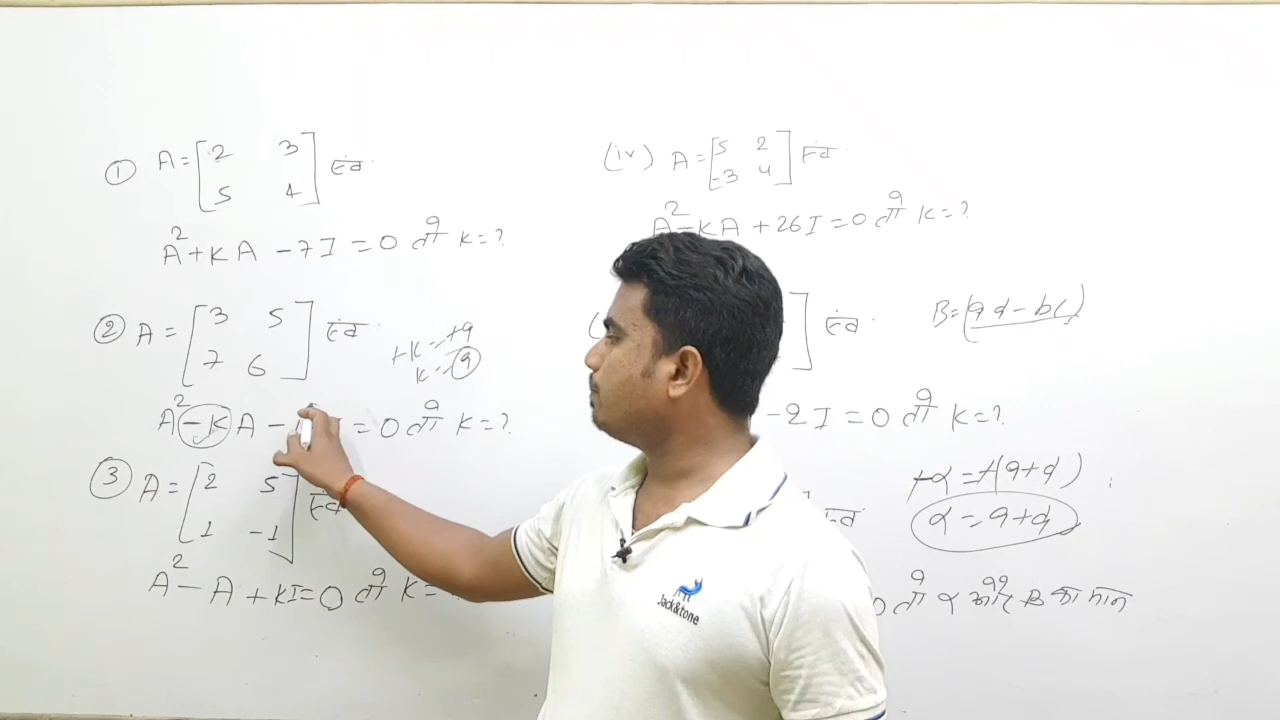 ① A = [2 3
5 4] एवं
A² + KA - 7I = 0 तो K = ?
② A = [3 5
7 6] एवं
+K = +9
K = 9
A² - KA - = 0 तो K = ?
③ A = [2 5
1 -1] एवं
A² - A + KI = 0 तो K =
(iv) A = [5 2
-3 4] एवं
A² - KA + 26I = 0 तो K = ?
] एवं
B = (ad - bc)
- 2I = 0 तो K = ?
+α = +(a+d)
α = a+d
एवं
0 तो α और B का मान
Jack&tone